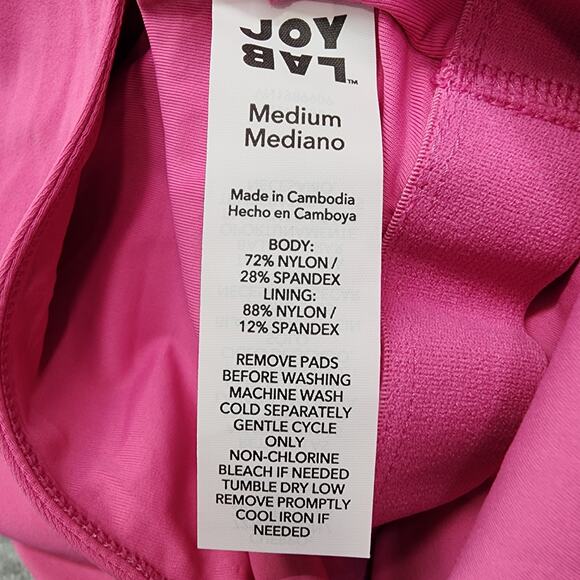 JOY
LAB
™
Medium
Mediano
Made in Cambodia
Hecho en Camboya
BODY:
72% NYLON /
28% SPANDEX
LINING:
88% NYLON /
12% SPANDEX
REMOVE PADS
BEFORE WASHING
MACHINE WASH
COLD SEPARATELY
GENTLE CYCLE
ONLY
NON-CHLORINE
BLEACH IF NEEDED
TUMBLE DRY LOW
REMOVE PROMPTLY
COOL IRON IF
NEEDED